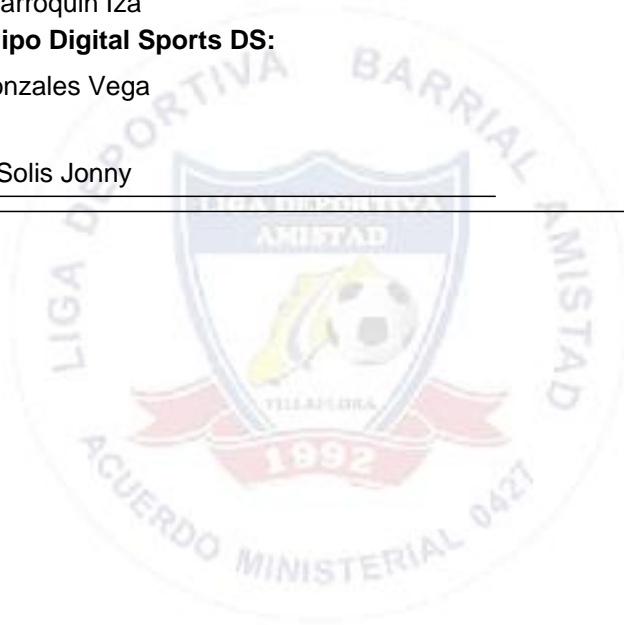 arroquin Iza
ipo Digital Sports DS:
onzales Vega
Solis Jonny
LIGA DEPORTIVA BARRIAL AMISTAD
LIGA DEPORTIVA
AMISTAD
VILLAFLORA
1992
ACUERDO MINISTERIAL 0427